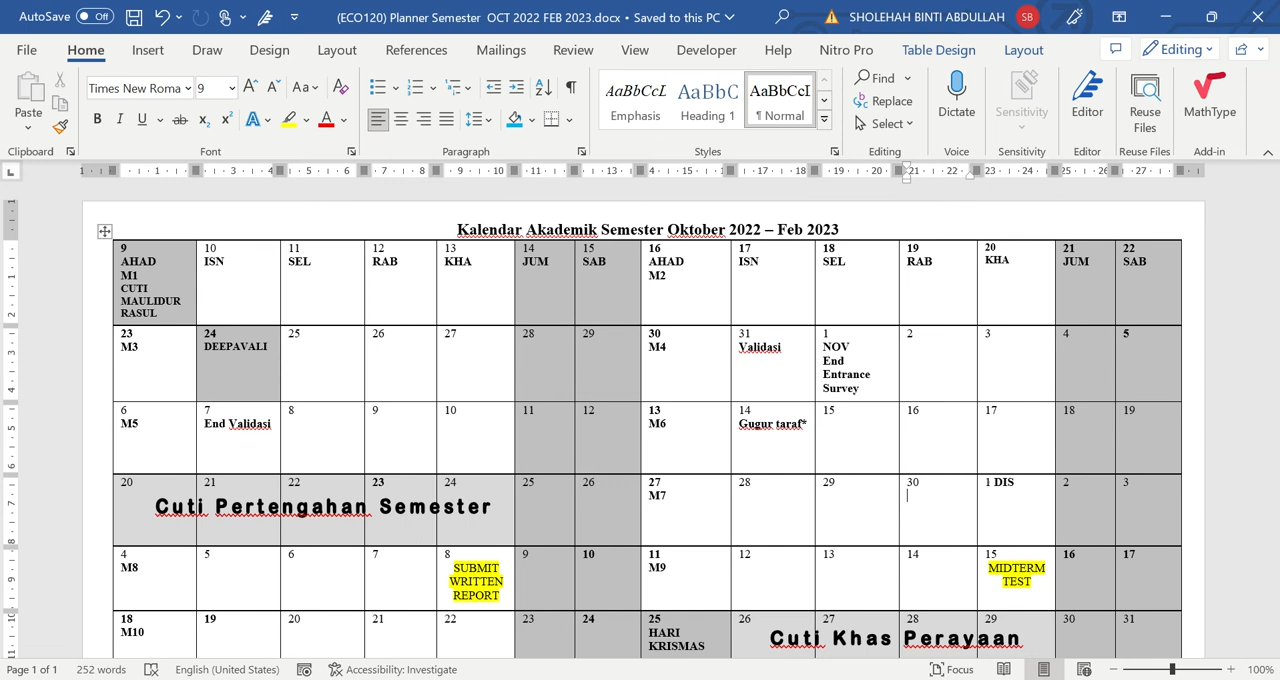 AutoSave Off (ECO120) Planner Semester OCT 2022 FEB 2023.docx • Saved to this PC SHOLEHAH BINTI ABDULLAH SB
File Home Insert Draw Design Layout References Mailings Review View Developer Help Nitro Pro Table Design Layout Editing
Paste Times New Roma 9 Aa AaBbCcL Emphasis AaBbC Heading 1 AaBbCcI ¶ Normal Find Replace Select Dictate Sensitivity Editor Reuse Files MathType
Clipboard Font Paragraph Styles Editing Voice Sensitivity Editor Reuse Files Add-in
Kalendar Akademik Semester Oktober 2022 – Feb 2023
9 10 11 12 13 14 15 16 17 18 19 20 21 22
AHAD ISN SEL RAB KHA JUM SAB AHAD ISN SEL RAB KHA JUM SAB
M1 M2
CUTI
MAULIDUR
RASUL
23 24 25 26 27 28 29 30 31 1 2 3 4 5
M3 DEEPAVALI M4 Validasi NOV
End
Entrance
Survey
6 7 8 9 10 11 12 13 14 15 16 17 18 19
M5 End Validasi M6 Gugur taraf*
20 21 22 23 24 25 26 27 28 29 30 1 DIS 2 3
Cuti Pertengahan Semester M7
4 5 6 7 8 9 10 11 12 13 14 15 16 17
M8 SUBMIT M9 MIDTERM
WRITTEN TEST
REPORT
18 19 20 21 22 23 24 25 26 27 28 29 30 31
M10 HARI Cuti Khas Perayaan
KRISMAS
Page 1 of 1 252 words English (United States) Accessibility: Investigate Focus 100%